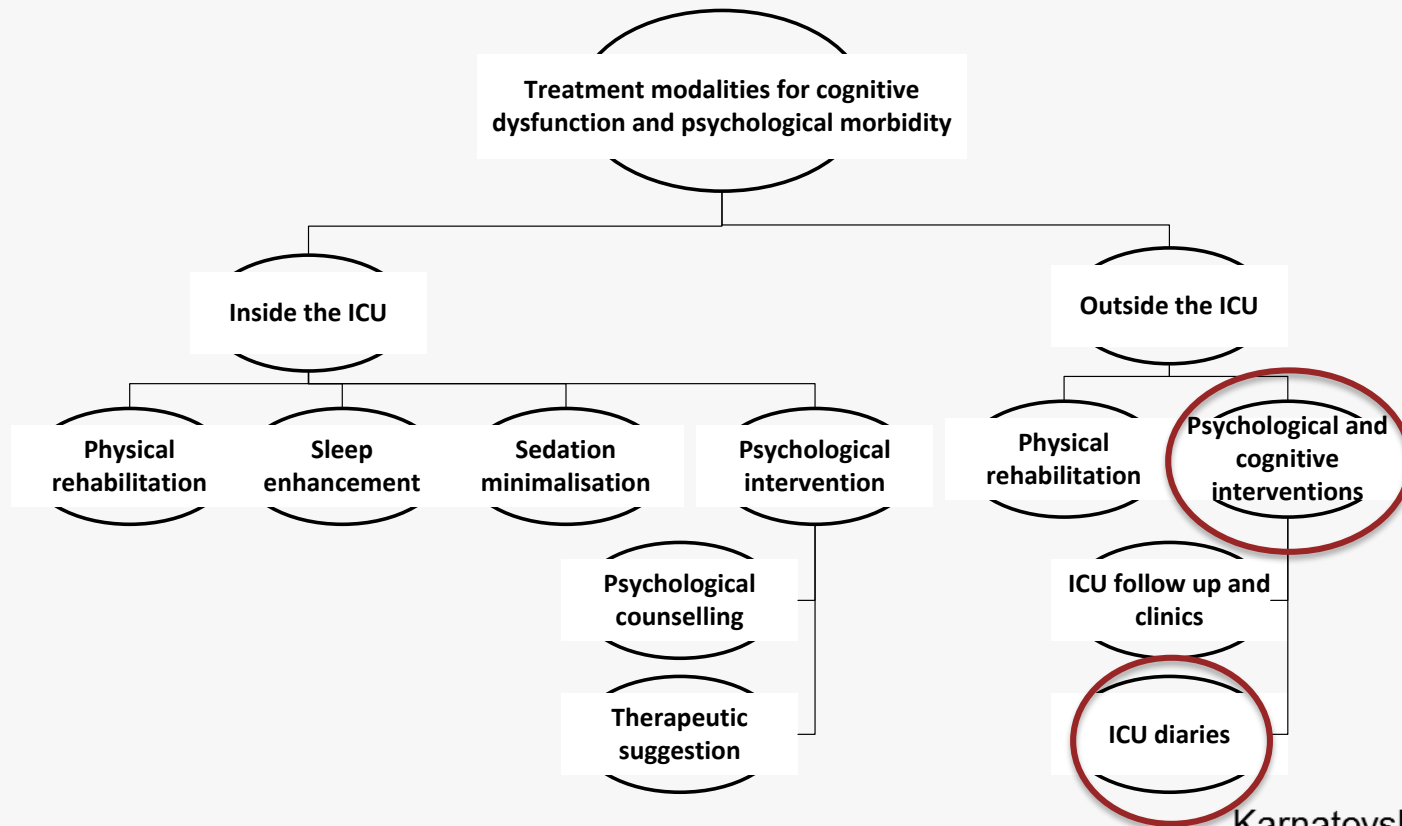 Treatment modalities for cognitive
dysfunction and psychological morbidity
Inside the ICU
Outside the ICU
Physical
rehabilitation
Sleep
enhancement
Sedation
minimalisation
Psychological
intervention
Physical
rehabilitation
Psychological and
cognitive
interventions
Psychological
counselling
ICU follow up and
clinics
Therapeutic
suggestion
ICU diaries